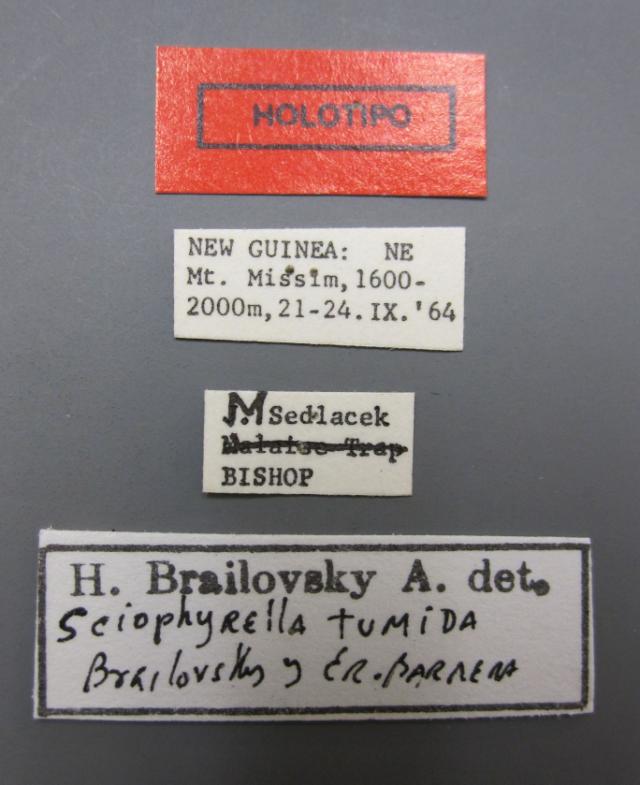 HOLOTIPO
NEW GUINEA: NE
Mt. Missim, 1600-
2000m, 21-24. IX. '64
J.M Sedlacek
Malaise Trap
BISHOP
H. Brailovsky A. det.
Sciophyrella tumida
Brailovsky y Er. Barrera